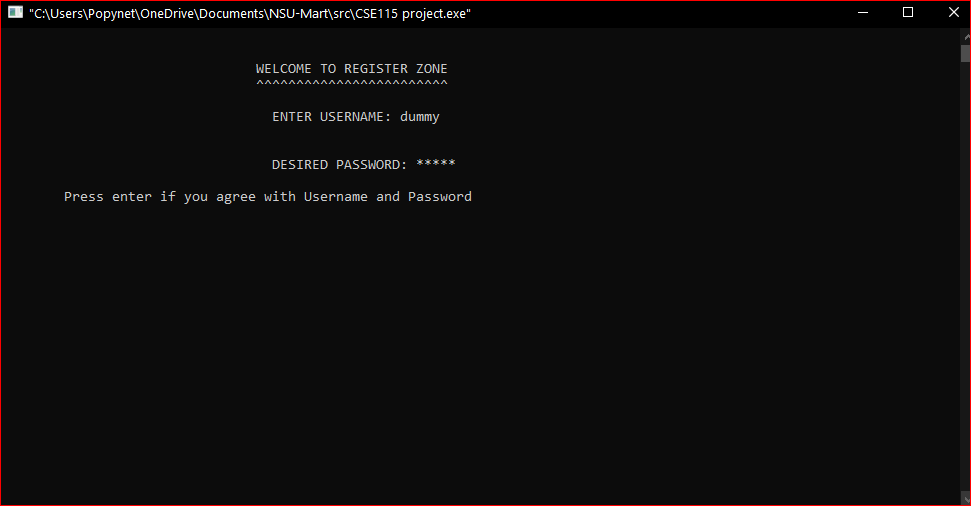 "C:\Users\Popynet\OneDrive\Documents\NSU-Mart\src\CSE115 project.exe"
WELCOME TO REGISTER ZONE
^^^^^^^^^^^^^^^^^^^^^^^^
ENTER USERNAME: dummy
DESIRED PASSWORD: *****
Press enter if you agree with Username and Password